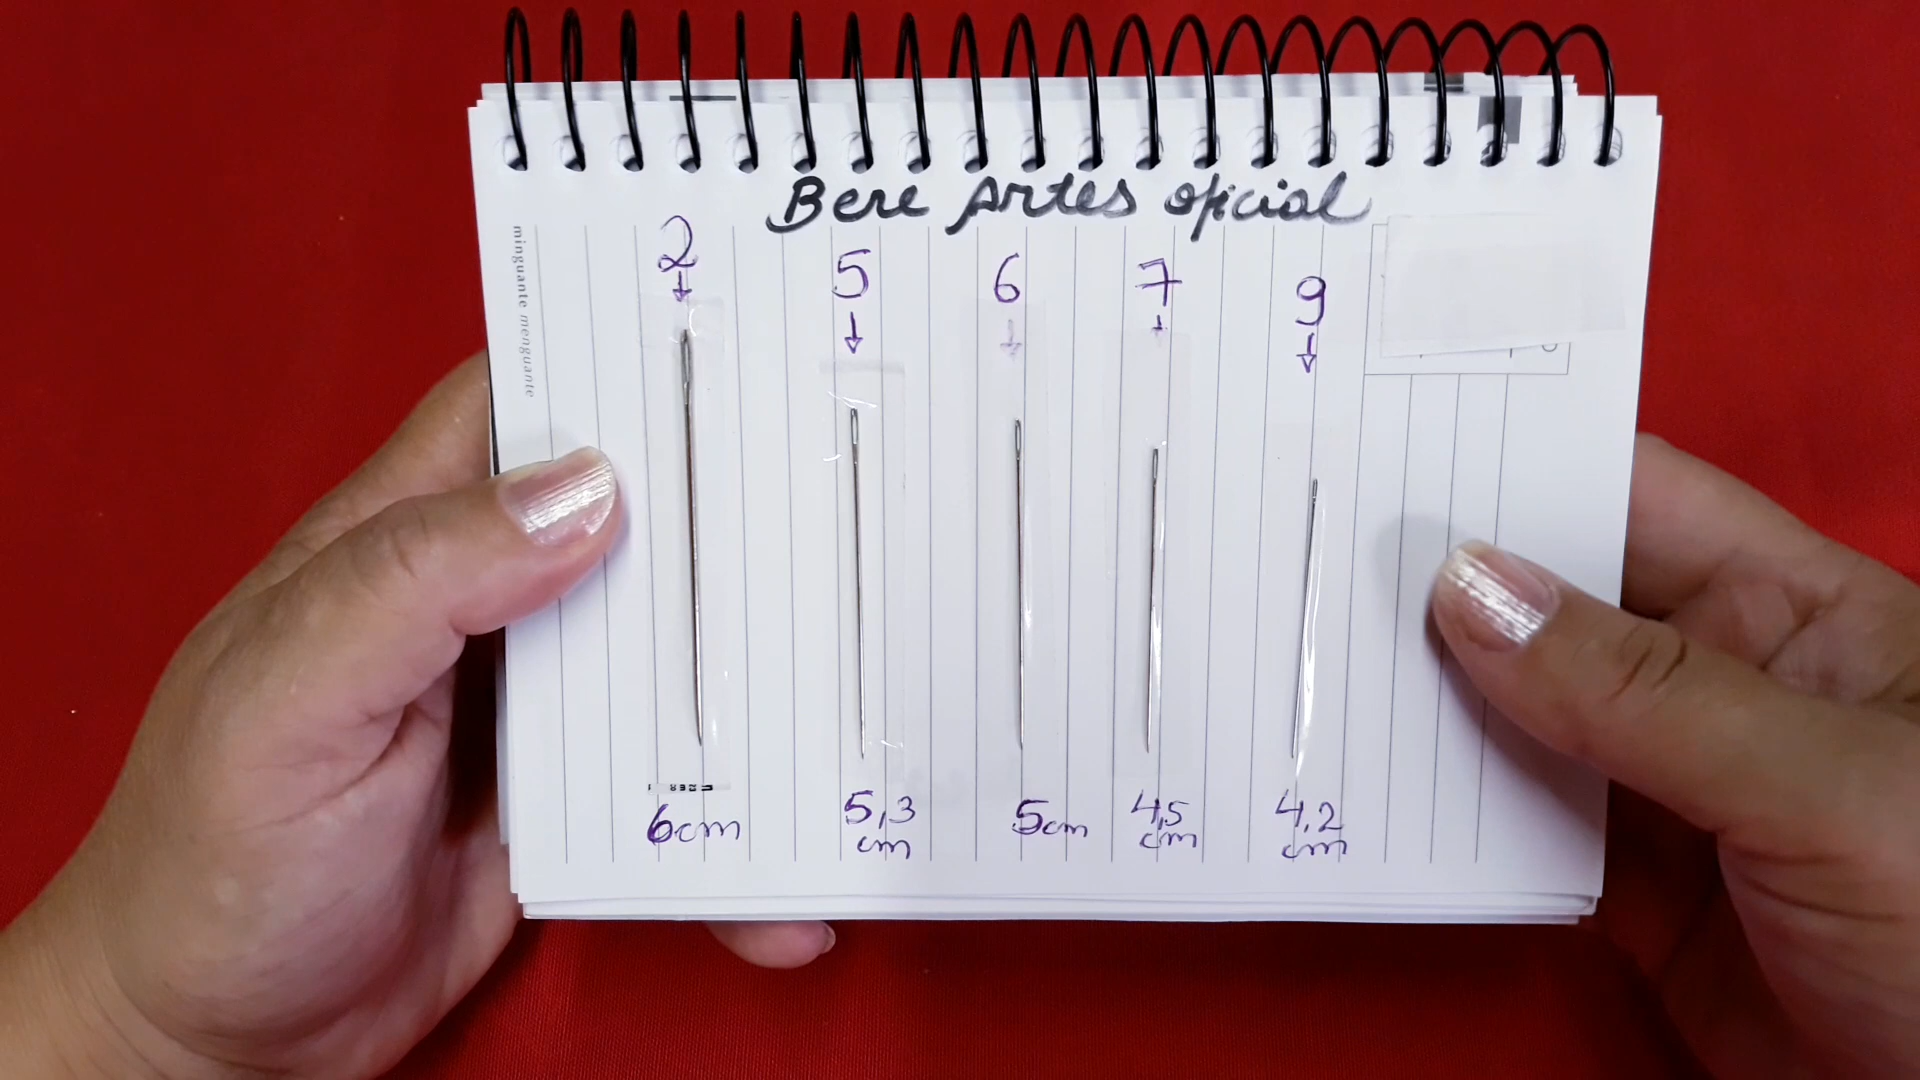 Bere Artes oficial
minguante menguante
2 5 6 7 9
6cm 5,3 cm 5cm 4,5 cm 4,2 cm